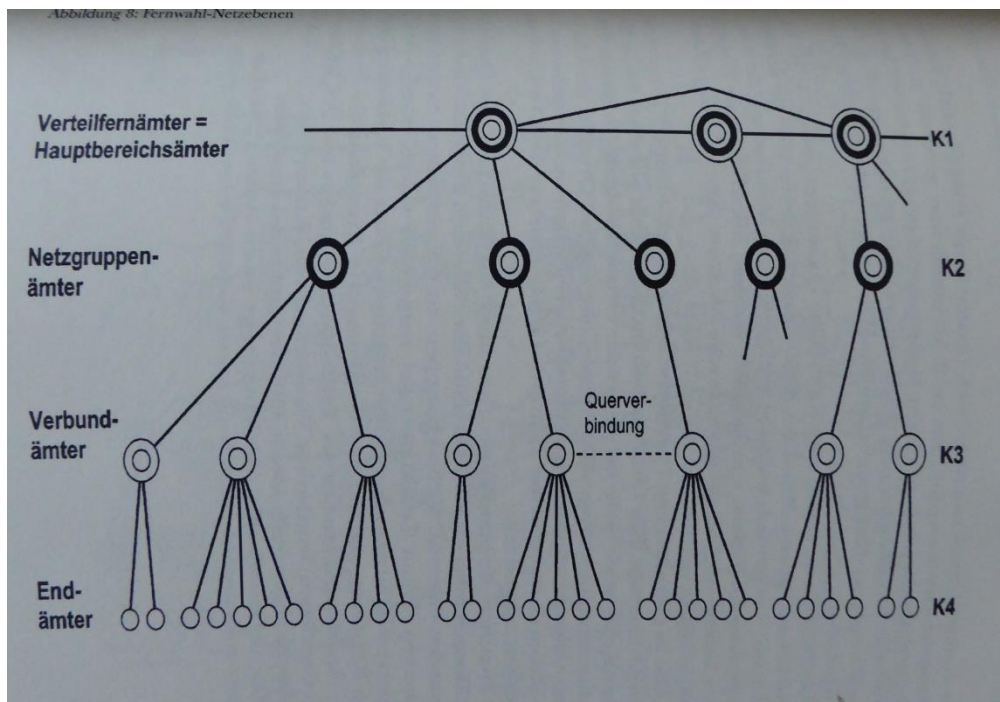 Abbildung 8: Fernwahl-Netzebenen
Verteilfernämter =
Hauptbereichsämter
K1
Netzgruppen-
ämter
K2
Querver-
bindung
Verbund-
ämter
K3
End-
ämter
K4